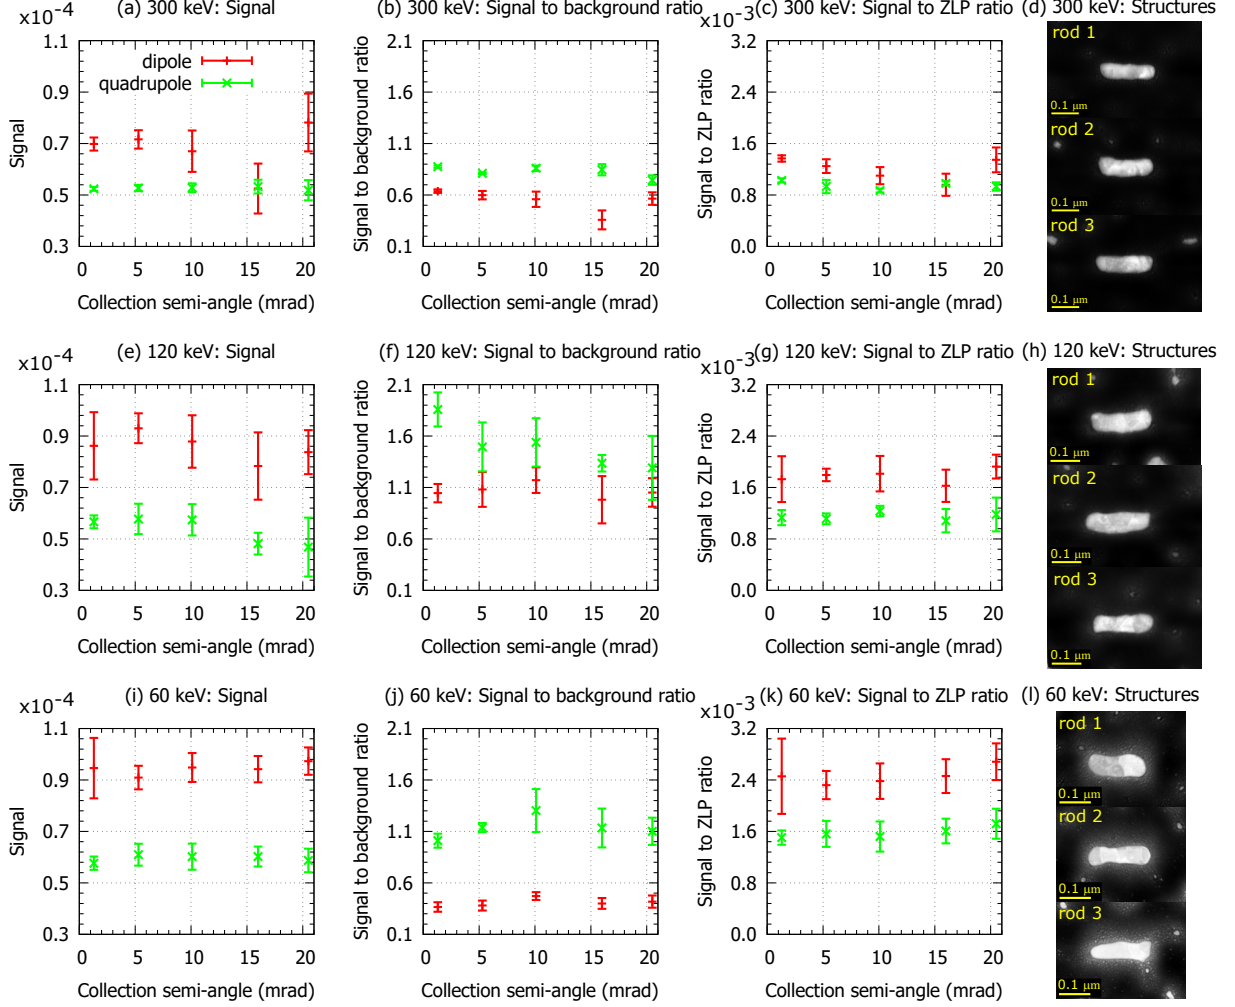 (a) 300 keV: Signal
x10⁻⁴
1.1
0.9
0.7
0.5
0.3
Signal
dipole
quadrupole
0 5 10 15 20
Collection semi-angle (mrad)
(b) 300 keV: Signal to background ratio
2.1
1.6
1.1
0.6
0.1
Signal to background ratio
0 5 10 15 20
Collection semi-angle (mrad)
(c) 300 keV: Signal to ZLP ratio
x10⁻³
3.2
2.4
1.6
0.8
0.0
Signal to ZLP ratio
0 5 10 15 20
Collection semi-angle (mrad)
(d) 300 keV: Structures
rod 1
0.1 μm
rod 2
0.1 μm
rod 3
0.1 μm
(e) 120 keV: Signal
x10⁻⁴
1.1
0.9
0.7
0.5
0.3
Signal
0 5 10 15 20
Collection semi-angle (mrad)
(f) 120 keV: Signal to background ratio
2.1
1.6
1.1
0.6
0.1
Signal to background ratio
0 5 10 15 20
Collection semi-angle (mrad)
(g) 120 keV: Signal to ZLP ratio
x10⁻³
3.2
2.4
1.6
0.8
0.0
Signal to ZLP ratio
0 5 10 15 20
Collection semi-angle (mrad)
(h) 120 keV: Structures
rod 1
0.1 μm
rod 2
0.1 μm
rod 3
0.1 μm
(i) 60 keV: Signal
x10⁻⁴
1.1
0.9
0.7
0.5
0.3
Signal
0 5 10 15 20
Collection semi-angle (mrad)
(j) 60 keV: Signal to background ratio
2.1
1.6
1.1
0.6
0.1
Signal to background ratio
0 5 10 15 20
Collection semi-angle (mrad)
(k) 60 keV: Signal to ZLP ratio
x10⁻³
3.2
2.4
1.6
0.8
0.0
Signal to ZLP ratio
0 5 10 15 20
Collection semi-angle (mrad)
(l) 60 keV: Structures
rod 1
0.1 μm
rod 2
0.1 μm
rod 3
0.1 μm